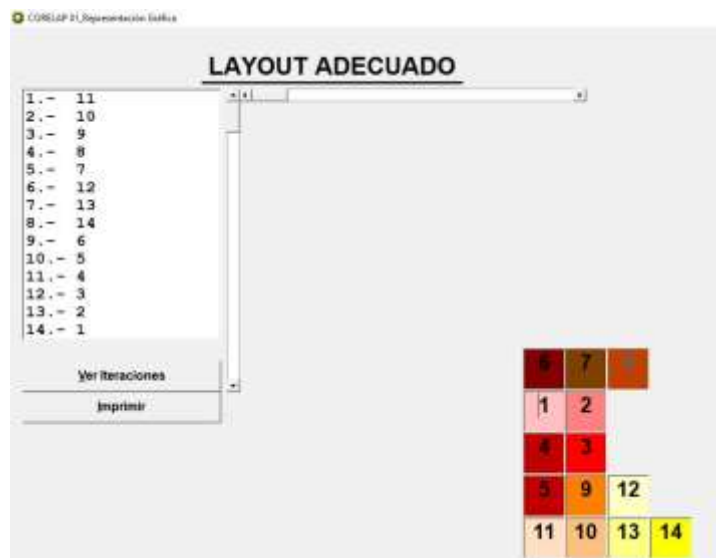 CORELAP 01_Representación Gráfica
LAYOUT ADECUADO
1.- 11
2.- 10
3.- 9
4.- 8
5.- 7
6.- 12
7.- 13
8.- 14
9.- 6
10.- 5
11.- 4
12.- 3
13.- 2
14.- 1
Ver Iteraciones
Imprimir
6 7
1 2
4 3
5 9 12
11 10 13 14